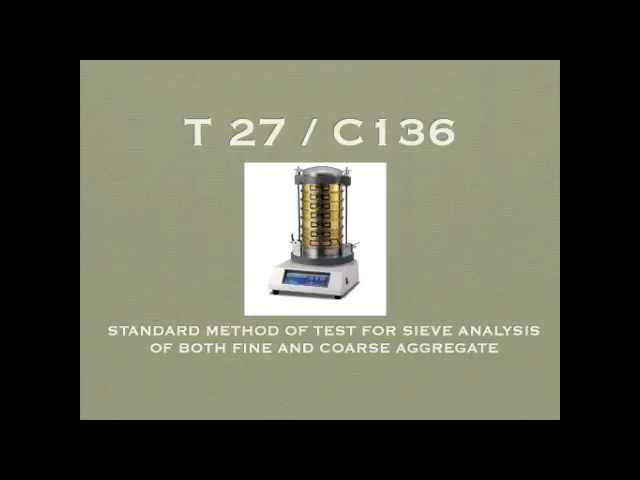 T 27 / C136
STANDARD METHOD OF TEST FOR SIEVE ANALYSIS
OF BOTH FINE AND COARSE AGGREGATE